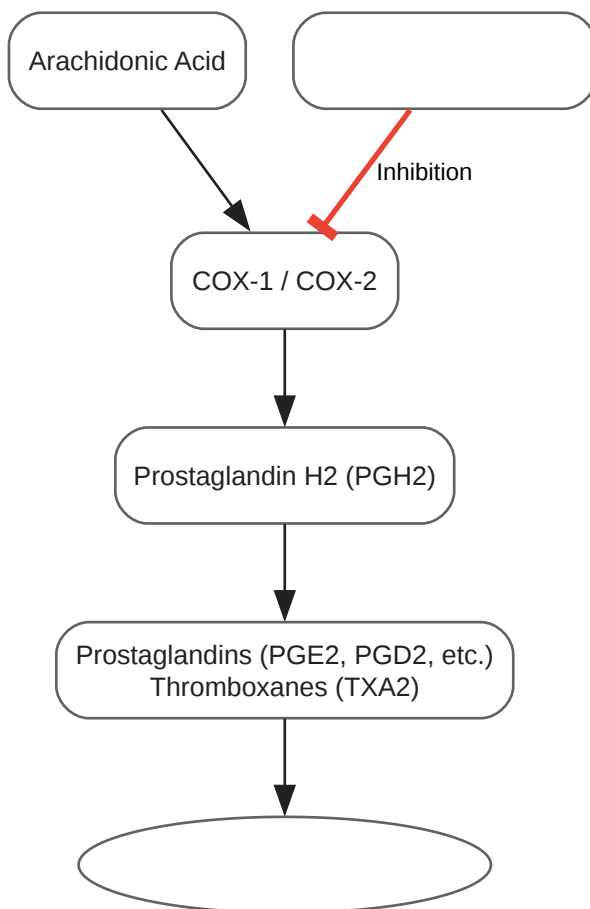 Arachidonic Acid
Inhibition
COX-1 / COX-2
Prostaglandin H2 (PGH2)
Prostaglandins (PGE2, PGD2, etc.)
Thromboxanes (TXA2)